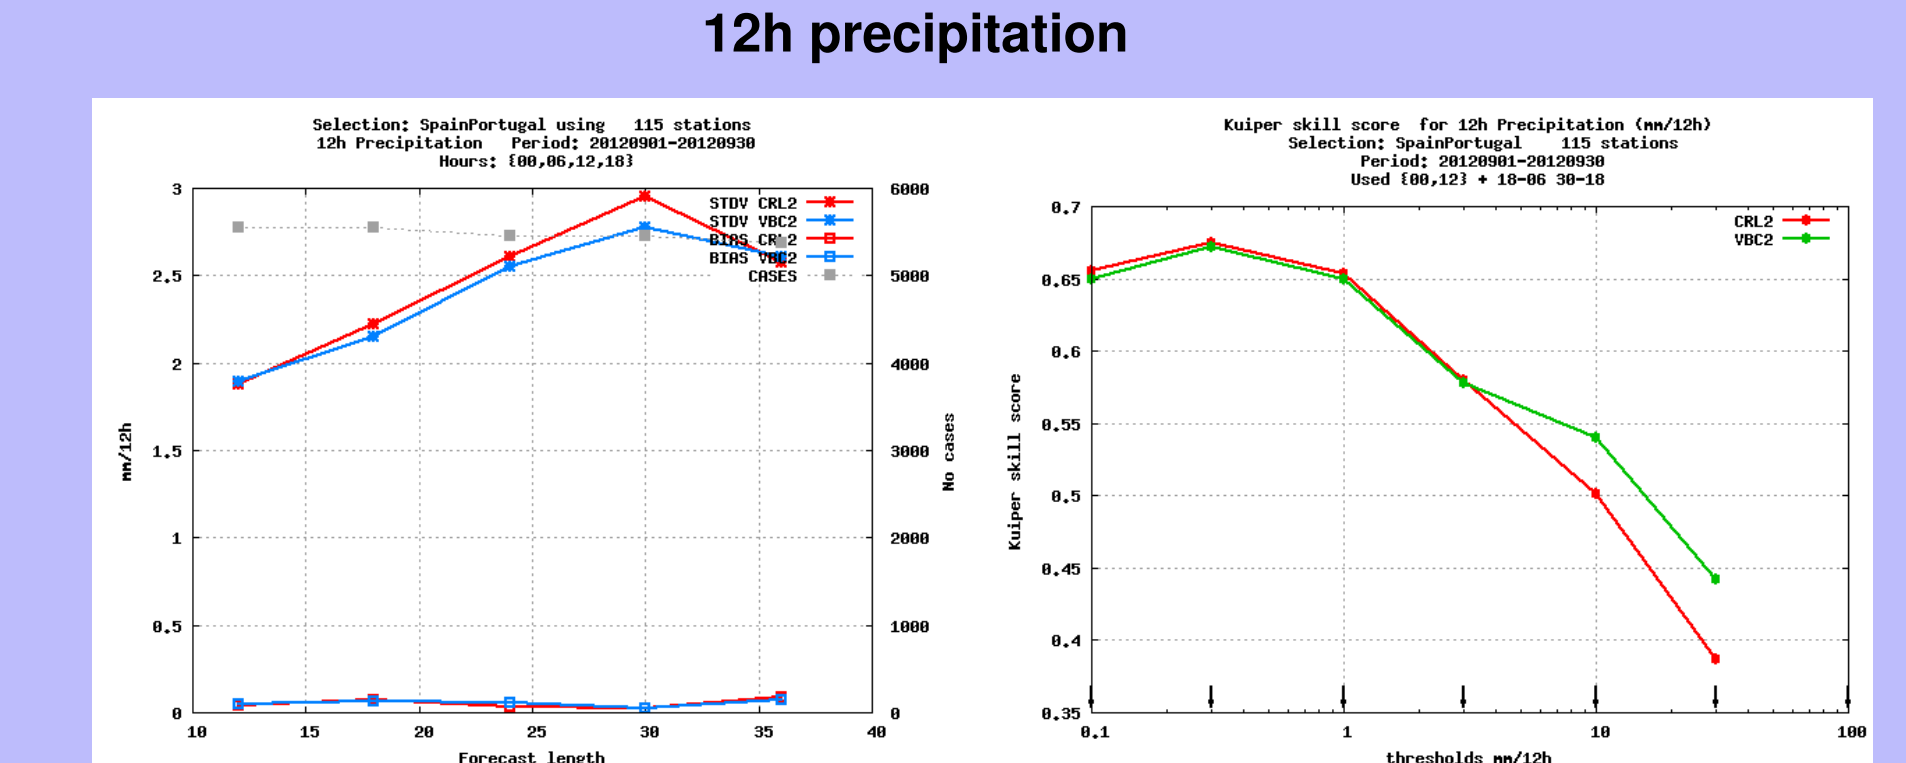 12h precipitation
Selection: SpainPortugal using   115 stations
12h Precipitation   Period: 20120901-20120930
Hours: {00,06,12,18}
3
2.5
2
1.5
1
0.5
0
mm/12h
6000
5000
4000
3000
2000
1000
0
No cases
STDV CRL2
STDV VBC2
BIAS CRL2
BIAS VBC2
CASES
10 15 20 25 30 35 40
Forecast length
Kuiper skill score  for 12h Precipitation (mm/12h)
Selection: SpainPortugal    115 stations
Period: 20120901-20120930
Used {00,12} + 18-06 30-18
0.7
0.65
0.6
0.55
0.5
0.45
0.4
0.35
Kuiper skill score
CRL2
VBC2
0.1 1 10 100
thresholds mm/12h